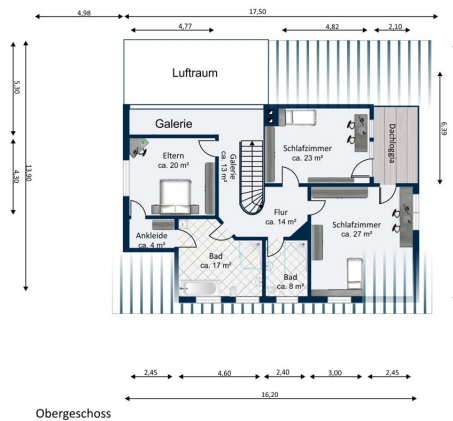 4,98
17,50
4,77
4,82
2,10
5,30
13,90
4,30
6,39
Luftraum
Galerie
Galerie
ca. 13 m²
Eltern
ca. 20 m²
Schlafzimmer
ca. 23 m²
Dachloggia
Flur
ca. 14 m²
Schlafzimmer
ca. 27 m²
Ankleide
ca. 4 m²
Bad
ca. 17 m²
Bad
ca. 8 m²
2,45
4,60
2,40
3,00
2,45
16,20
Obergeschoss